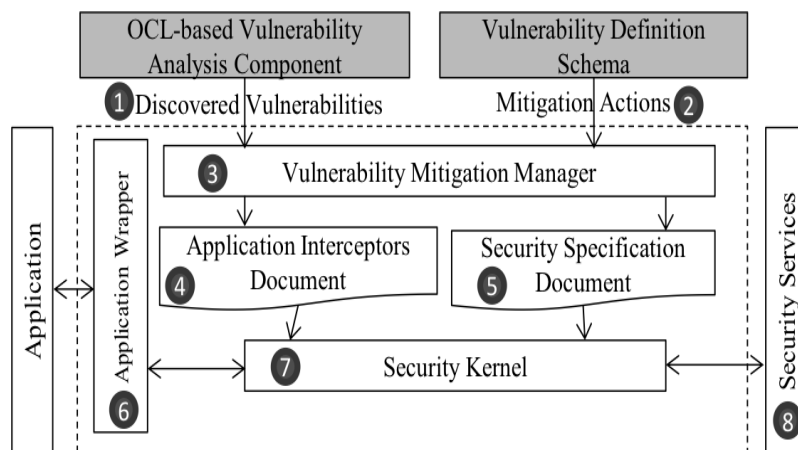 OCL-based Vulnerability
Analysis Component
Vulnerability Definition
Schema
1 Discovered Vulnerabilities
Mitigation Actions 2
3 Vulnerability Mitigation Manager
Application Interceptors
4 Document
Security Specification
5 Document
7 Security Kernel
Application
Application Wrapper
6
Security Services
8